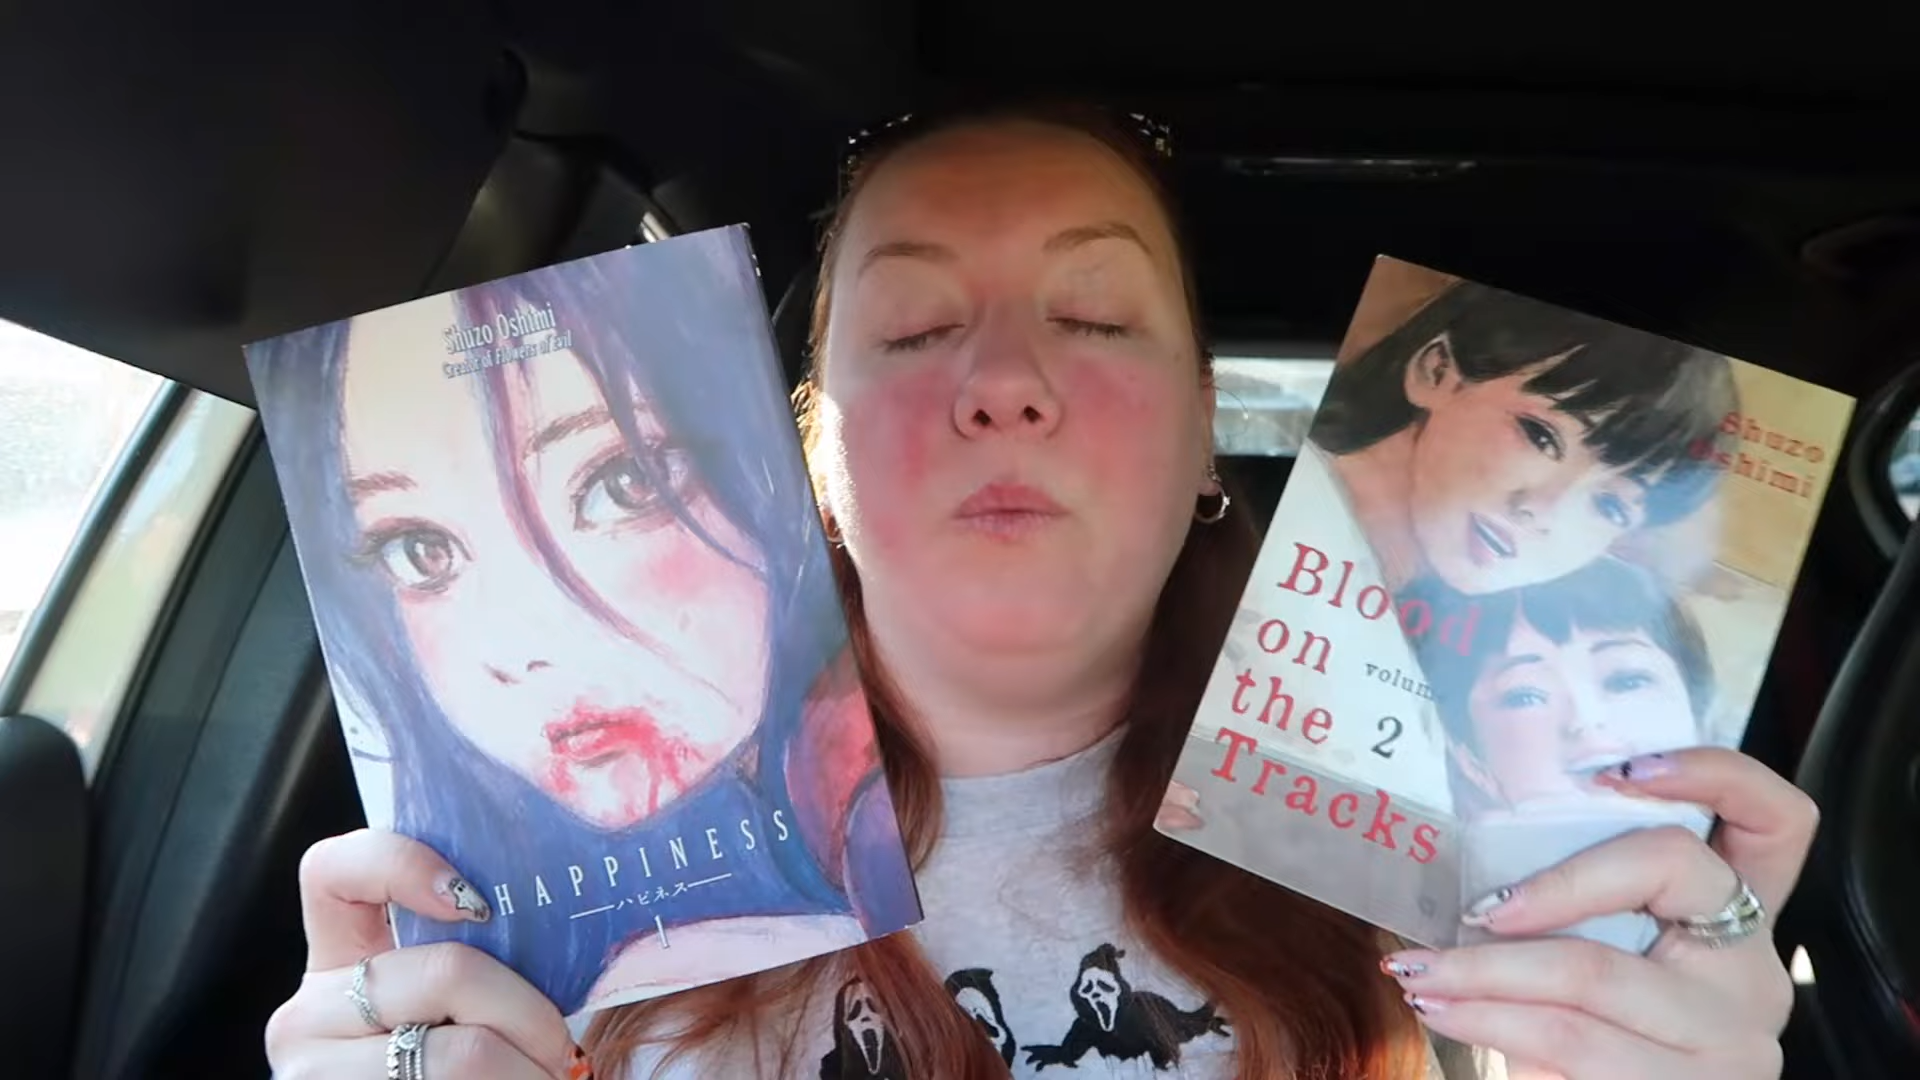 Shuzo Oshimi
Creator of Flowers of Evil
HAPPINESS
ハピネス
1
Shuzo
Oshimi
Blood
on
the
Tracks
volume
2